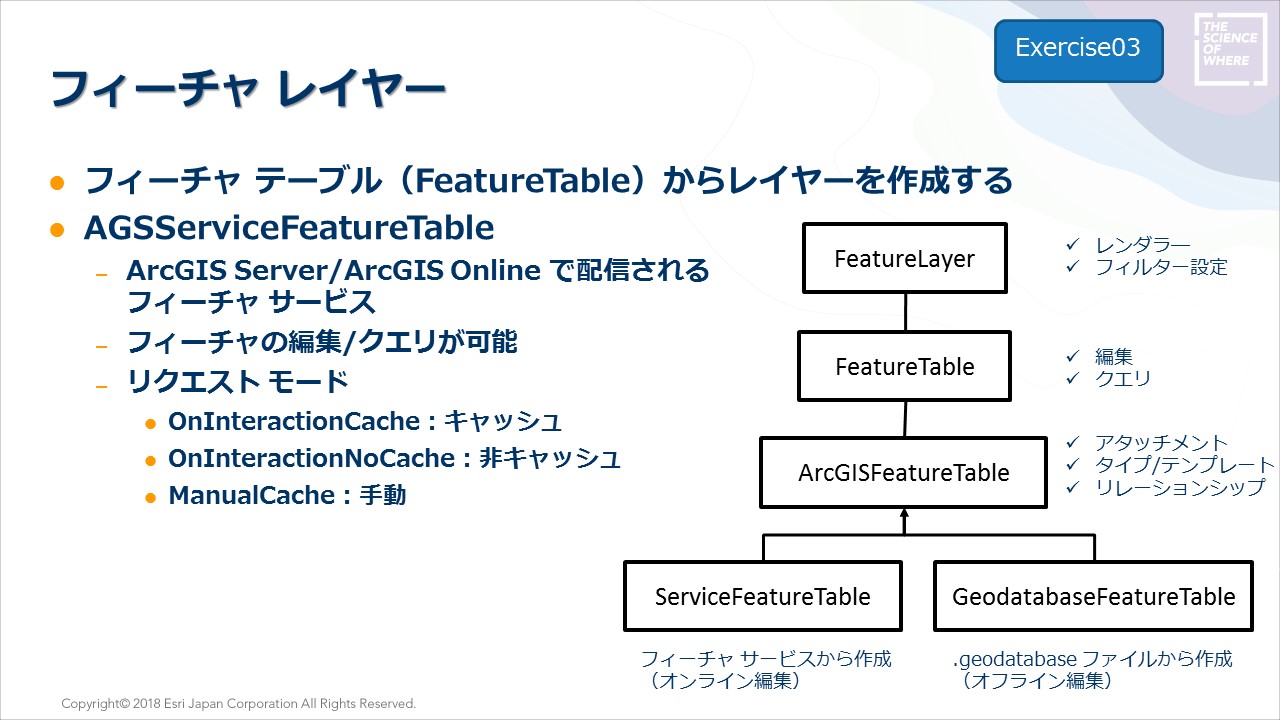 Exercise03
THE
SCIENCE
OF
WHERE
フィーチャ レイヤー
フィーチャ テーブル（FeatureTable）からレイヤーを作成する
AGSServiceFeatureTable
– ArcGIS Server/ArcGIS Online で配信される
フィーチャ サービス
– フィーチャの編集/クエリが可能
– リクエスト モード
OnInteractionCache：キャッシュ
OnInteractionNoCache：非キャッシュ
ManualCache：手動
FeatureLayer
✓ レンダラー
✓ フィルター設定
FeatureTable
✓ 編集
✓ クエリ
ArcGISFeatureTable
✓ アタッチメント
✓ タイプ/テンプレート
✓ リレーションシップ
ServiceFeatureTable
GeodatabaseFeatureTable
フィーチャ サービスから作成
（オンライン編集）
.geodatabase ファイルから作成
（オフライン編集）
Copyright© 2018 Esri Japan Corporation All Rights Reserved.